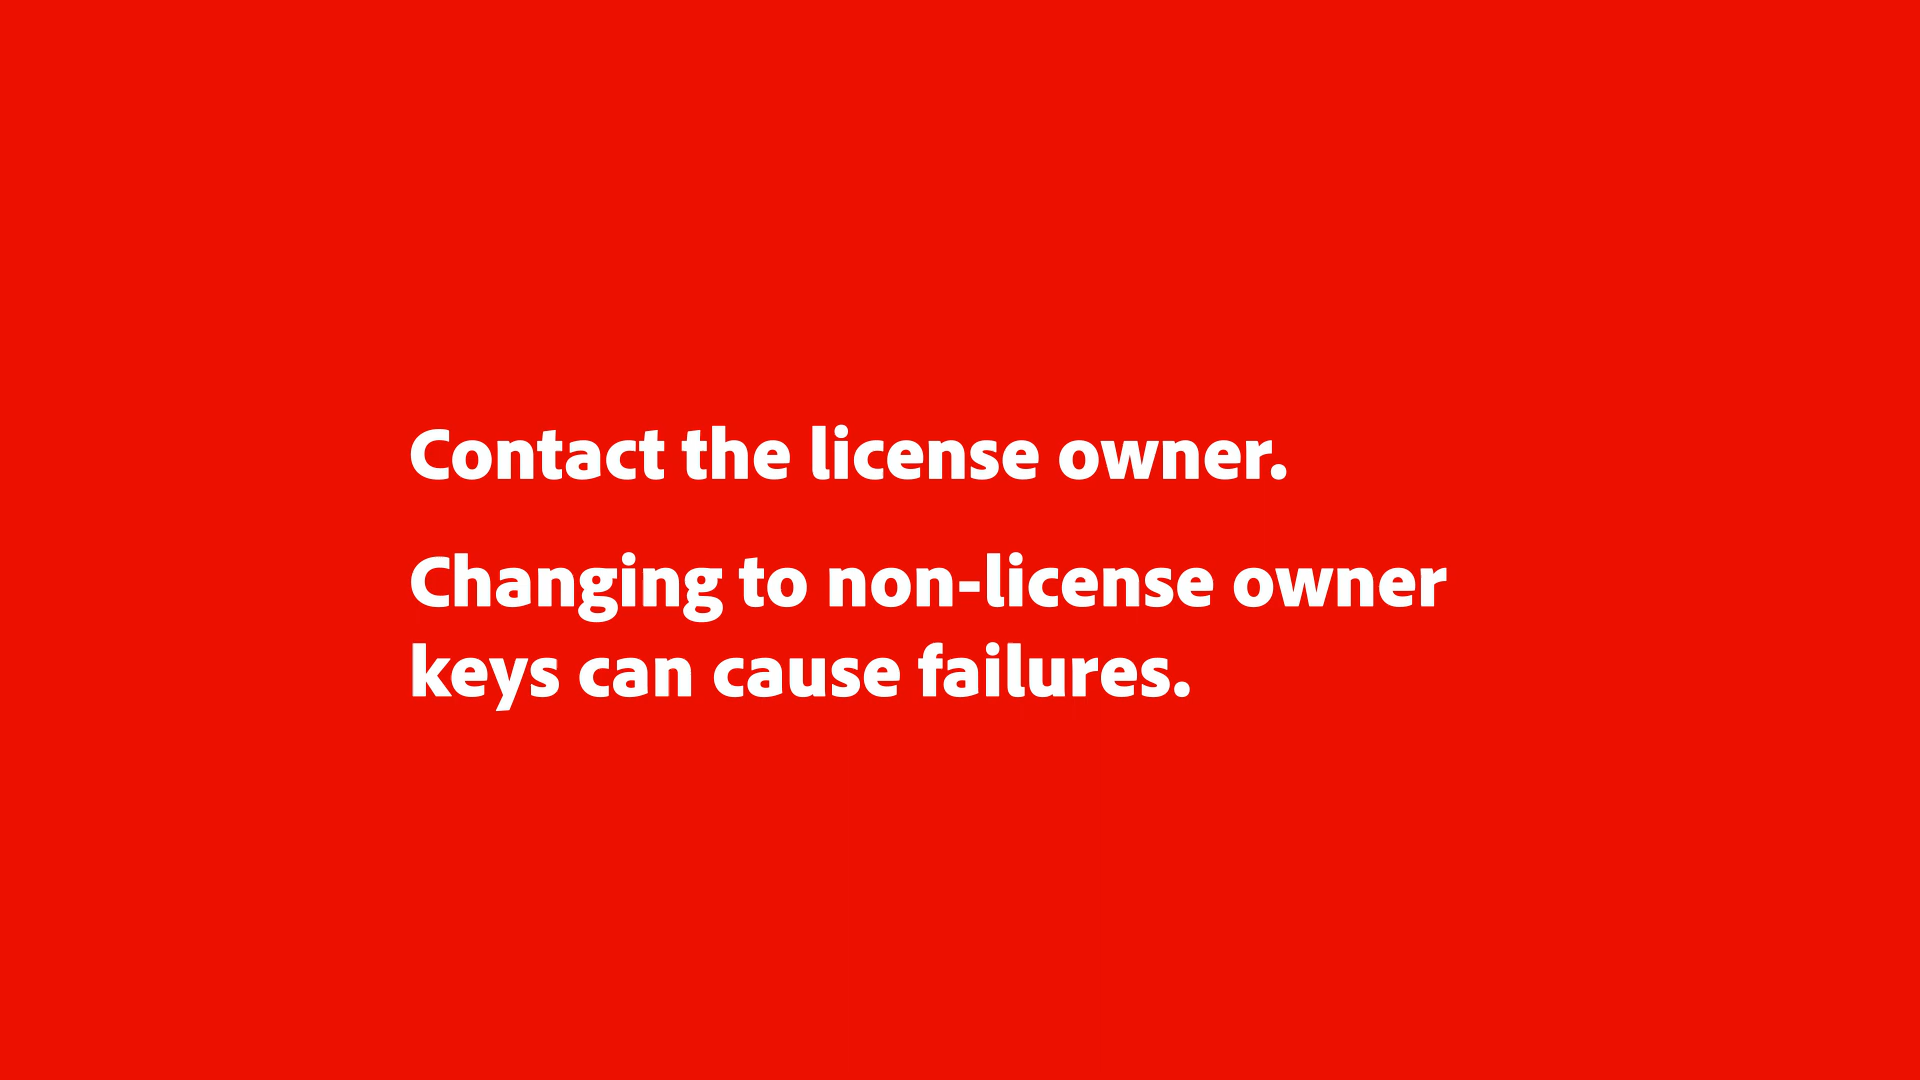 Contact the license owner.
Changing to non-license owner
keys can cause failures.